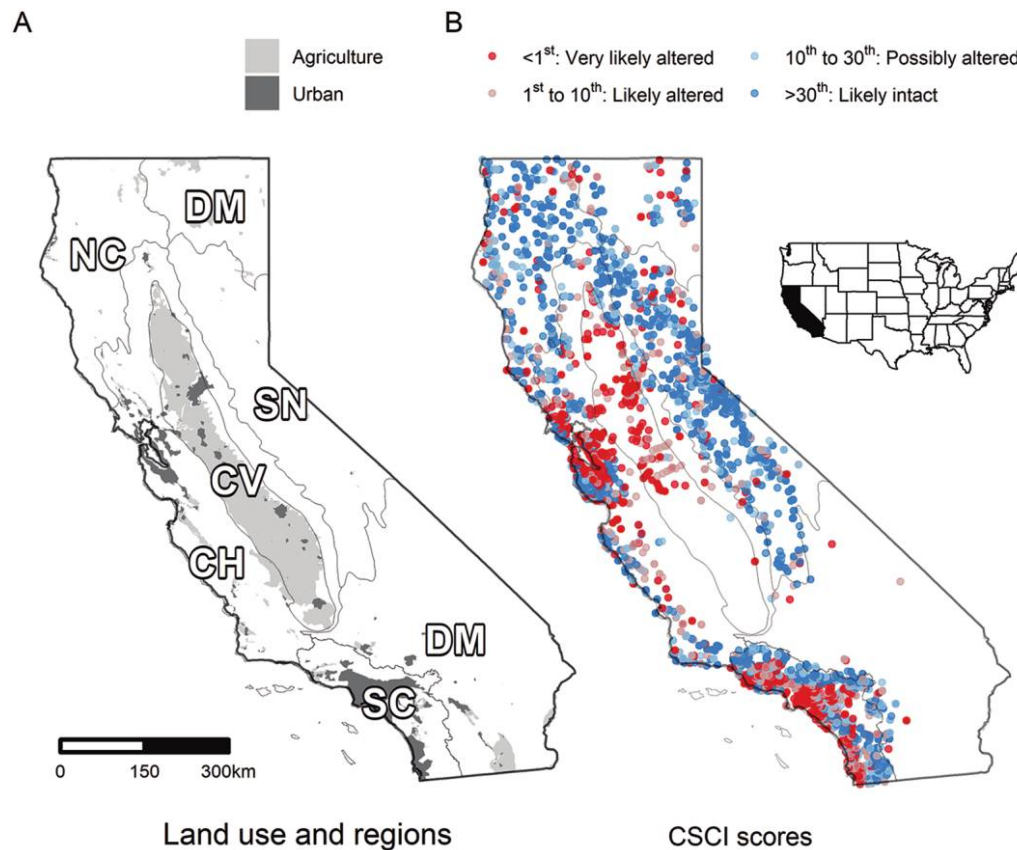 A
Agriculture
Urban
B
<1st: Very likely altered
10th to 30th: Possibly altered
1st to 10th: Likely altered
>30th: Likely intact
DM
NC
SN
CV
CH
DM
SC
0 150 300km
Land use and regions
CSCI scores